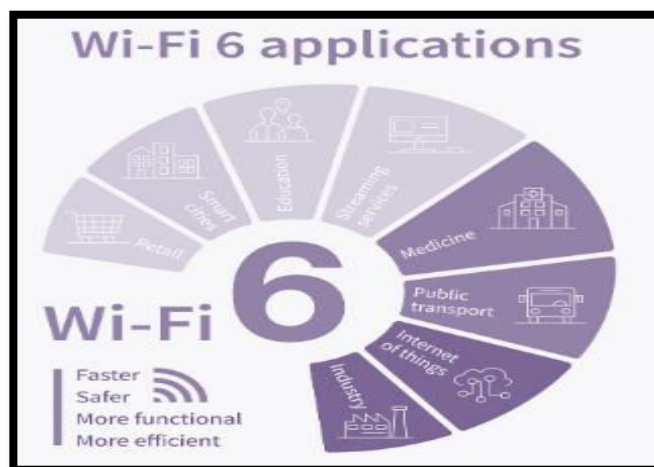 Wi-Fi 6 applications
Retail
Smart
cities
Education
Streaming
services
Medicine
Public
transport
Internet
of things
Industry
6
Wi-Fi
Faster
Safer
More functional
More efficient